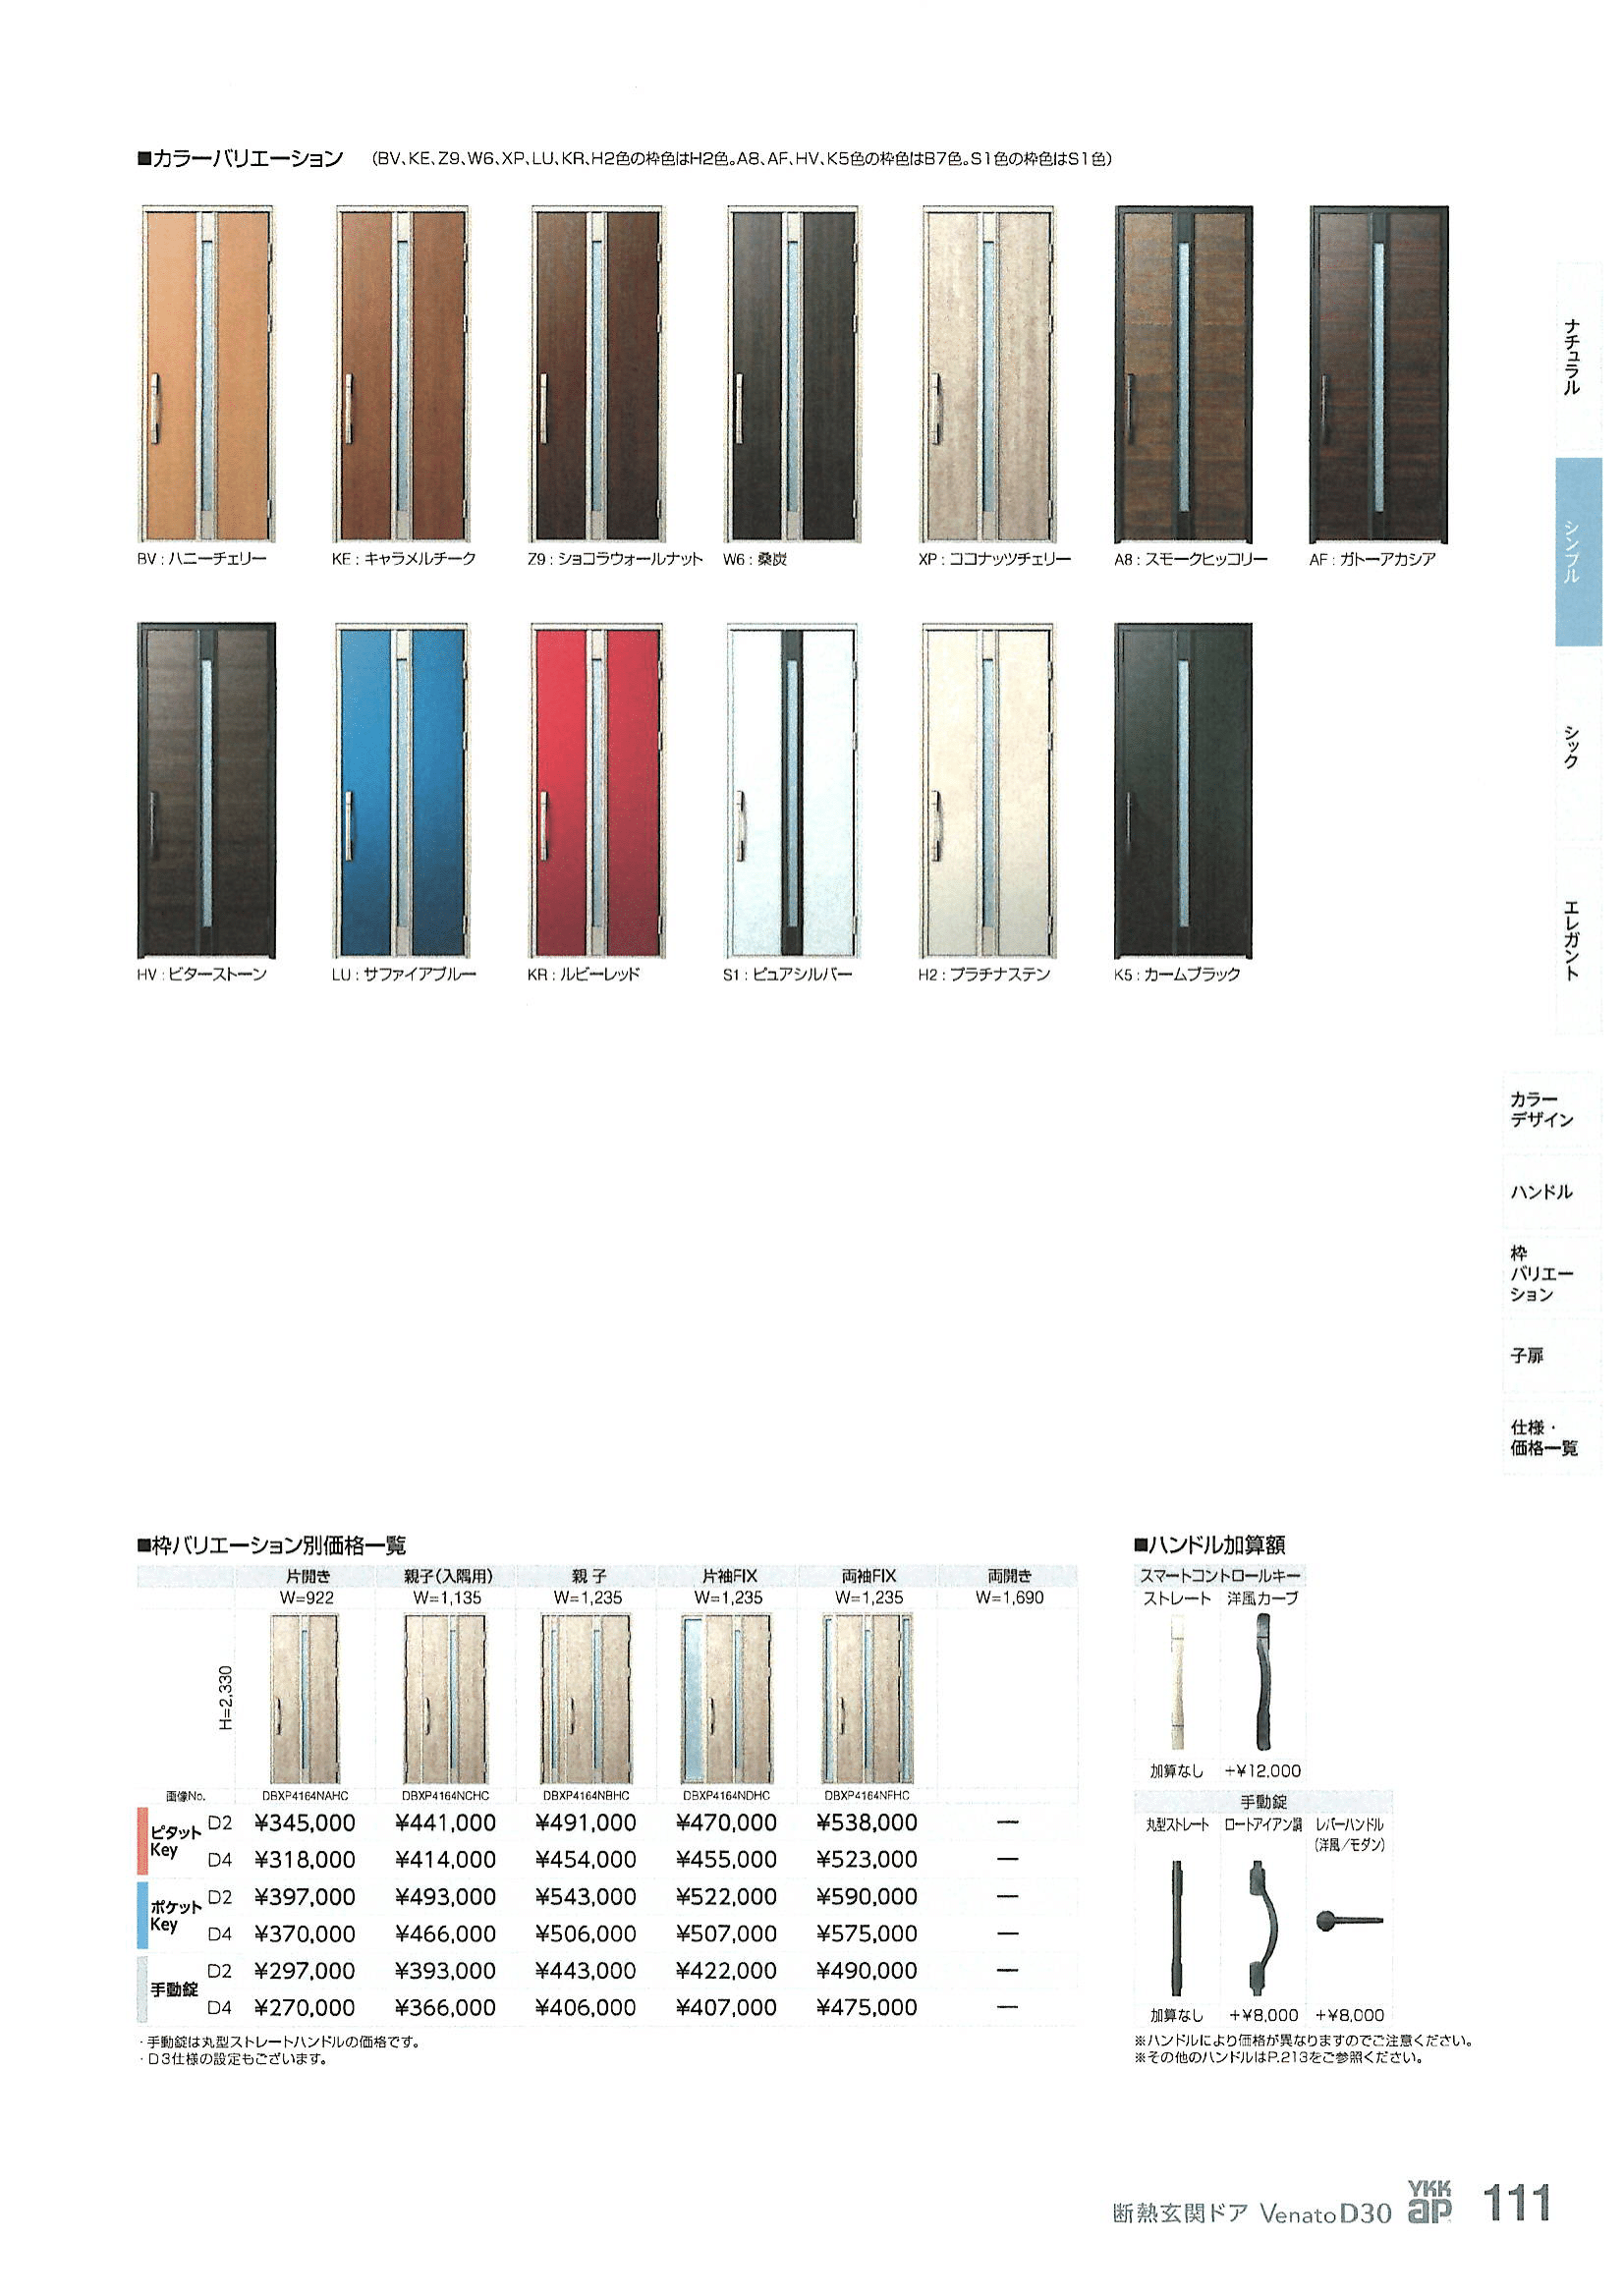 ■カラーバリエーション （BV、KE、Z9、W6、XP、LU、KR、H2色の枠色はH2色。A8、AF、HV、K5色の枠色はB7色。S1色の枠色はS1色）
BV：ハニーチェリー KE：キャラメルチーク Z9：ショコラウォールナット W6：桑炭 XP：ココナッツチェリー A8：スモークヒッコリー AF：ガトーアカシア
HV：ビターストーン LU：サファイアブルー KR：ルビーレッド S1：ピュアシルバー H2：プラチナステン K5：カームブラック
ナチュラル
シンプル
シック
エレガント
カラー
デザイン
ハンドル
枠
バリエー
ション
子扉
仕様・
価格一覧
■枠バリエーション別価格一覧
片開き 親子（入隅用） 親子 片袖FIX 両袖FIX 両開き
W=922 W=1,135 W=1,235 W=1,235 W=1,235 W=1,690
H=2,330
画像No. DBXP4164NAHC DBXP4164NCHC DBXP4164NBHC DBXP4164NDHC DBXP4164NFHC
ピタットKey D2 ¥345,000 ¥441,000 ¥491,000 ¥470,000 ¥538,000 ―
D4 ¥318,000 ¥414,000 ¥454,000 ¥455,000 ¥523,000 ―
ポケットKey D2 ¥397,000 ¥493,000 ¥543,000 ¥522,000 ¥590,000 ―
D4 ¥370,000 ¥466,000 ¥506,000 ¥507,000 ¥575,000 ―
手動錠 D2 ¥297,000 ¥393,000 ¥443,000 ¥422,000 ¥490,000 ―
D4 ¥270,000 ¥366,000 ¥406,000 ¥407,000 ¥475,000 ―
・手動錠は丸型ストレートハンドルの価格です。
・D3仕様の設定もございます。
■ハンドル加算額
スマートコントロールキー
ストレート 洋風カーブ
加算なし +¥12,000
手動錠
丸型ストレート ロートアイアン調 レバーハンドル
（洋風／モダン）
加算なし +¥8,000 +¥8,000
※ハンドルにより価格が異なりますのでご注意ください。
※その他のハンドルはP.213をご参照ください。
断熱玄関ドア Venato D30 YKK ap 111